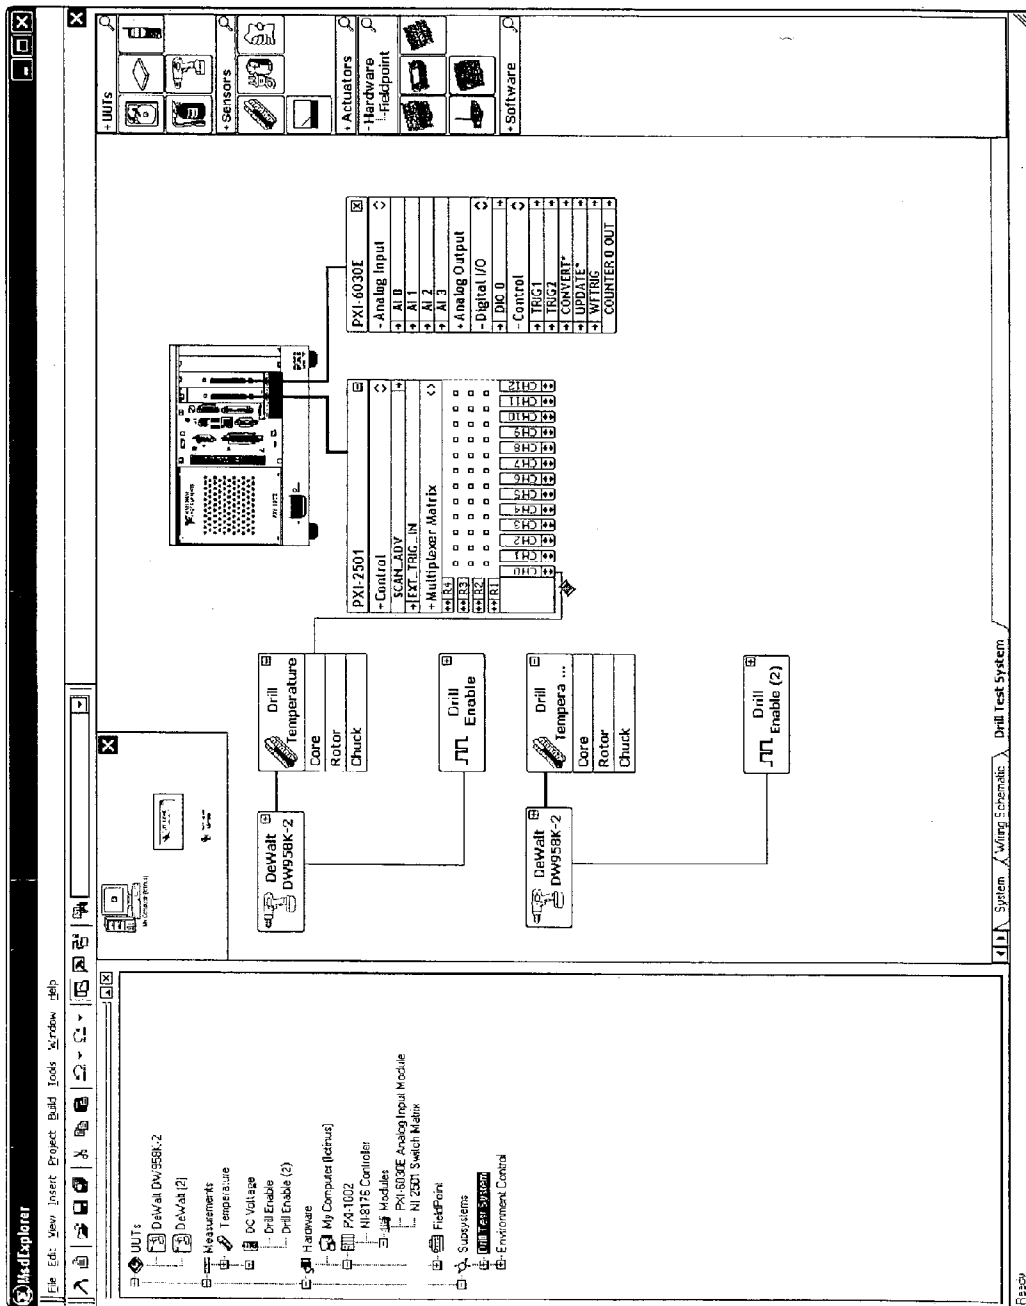 File Edit View Insert Project Build Tools Window Help
UUTs
DeWalt DW958K-2
DeWalt (2)
Measurements
Temperature
DC Voltage
Drill Enable
Drill Enable (2)
Hardware
My Computer
PXI-1002
NI-8176 Controller
Modules
PXI-6030E Analog Input Module
NI 2501 Switch Matrix
FieldPoint
Subsystems
Drill Test System
Environment Control
DeWalt
DW958K-2
Drill
Temperature
Core
Rotor
Chuck
Drill
Enable
DeWalt
DW958K-2
Drill
Tempera ...
Core
Rotor
Chuck
Drill
Enable (2)
PXI-2501
+ Control
SCAN_ADV
EXT_TRIG_IN
+ Multiplexer Matrix
R4
R3
R2
R1
CH0
CH1
CH2
CH3
CH4
CH5
CH6
CH7
CH8
CH9
CH10
CH11
CH12
PXI-6030E
- Analog Input
AI 0
AI 1
AI 2
AI 3
+ Analog Output
- Digital I/O
DIO 0
- Control
TRIG1
TRIG2
CONVERT*
UPDATE*
WFTRIG
COUNTER 0 OUT
+ UUTs
+ Sensors
+ Actuators
- Hardware
Fieldpoint
+ Software
System
Wiring Schematic
Drill Test System
Ready